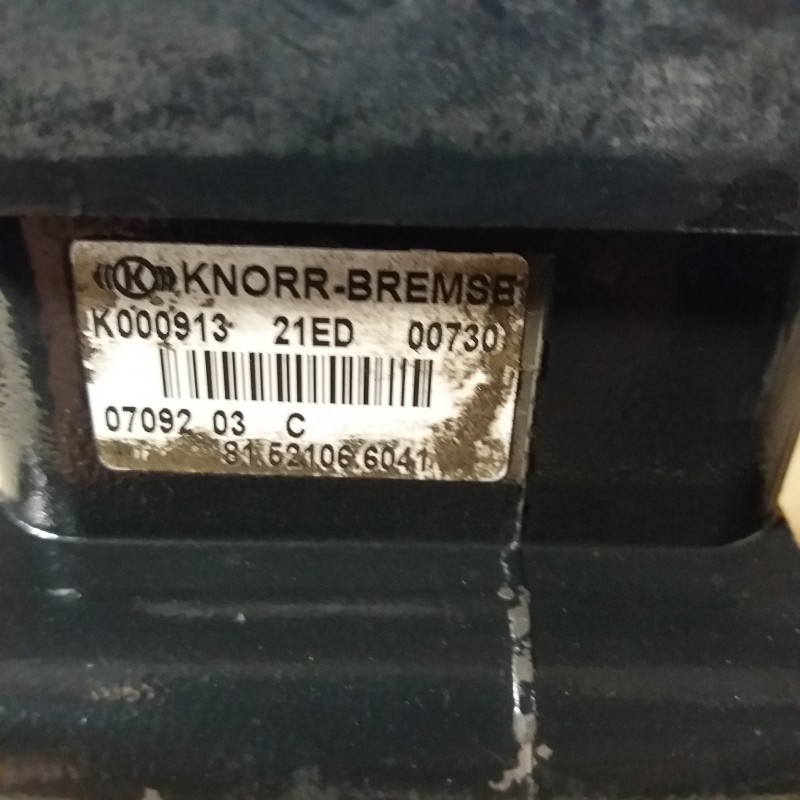 K KNORR-BREMSE
K000913 21ED 00730
07092 03 C
81.52106.6041